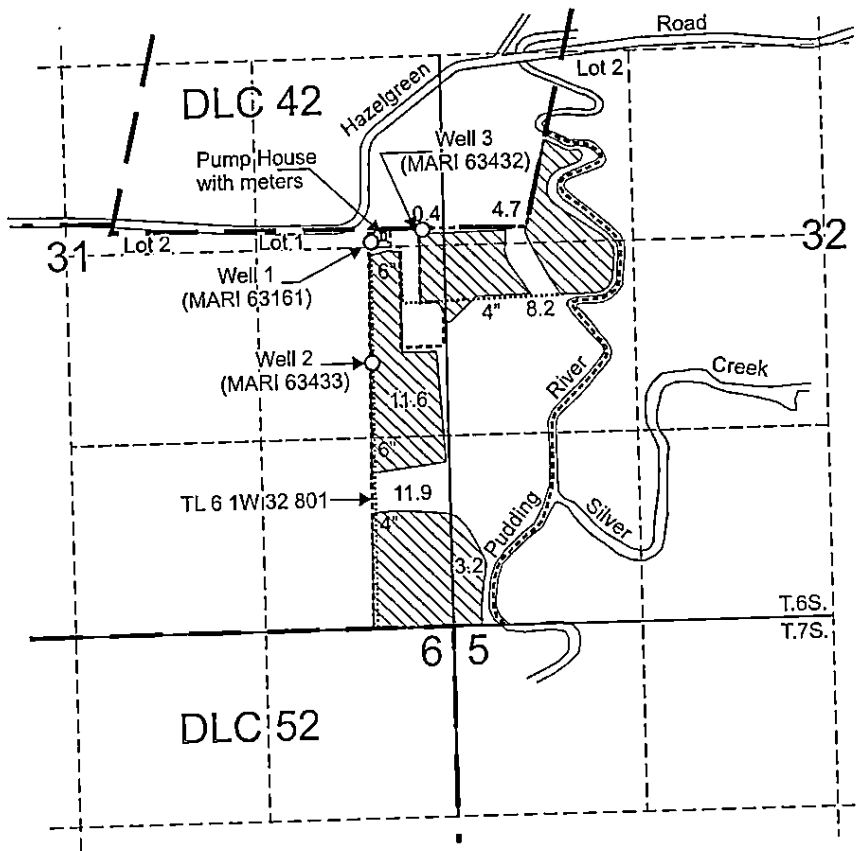 Road
Lot 2
Hazelgreen
DLC 42
Well 3
(MARI 63432)
Pump House
with meters
0.4
4.7
31
Lot 2
Lot 1
32
Well 1
(MARI 63161)
6"
4"
8.2
Well 2
(MARI 63433)
River
Creek
11.6
6"
11.9
TL 6 1W 32 801
4"
Pudding
Silver
3.2
T.6S.
T.7S.
6
5
DLC 52